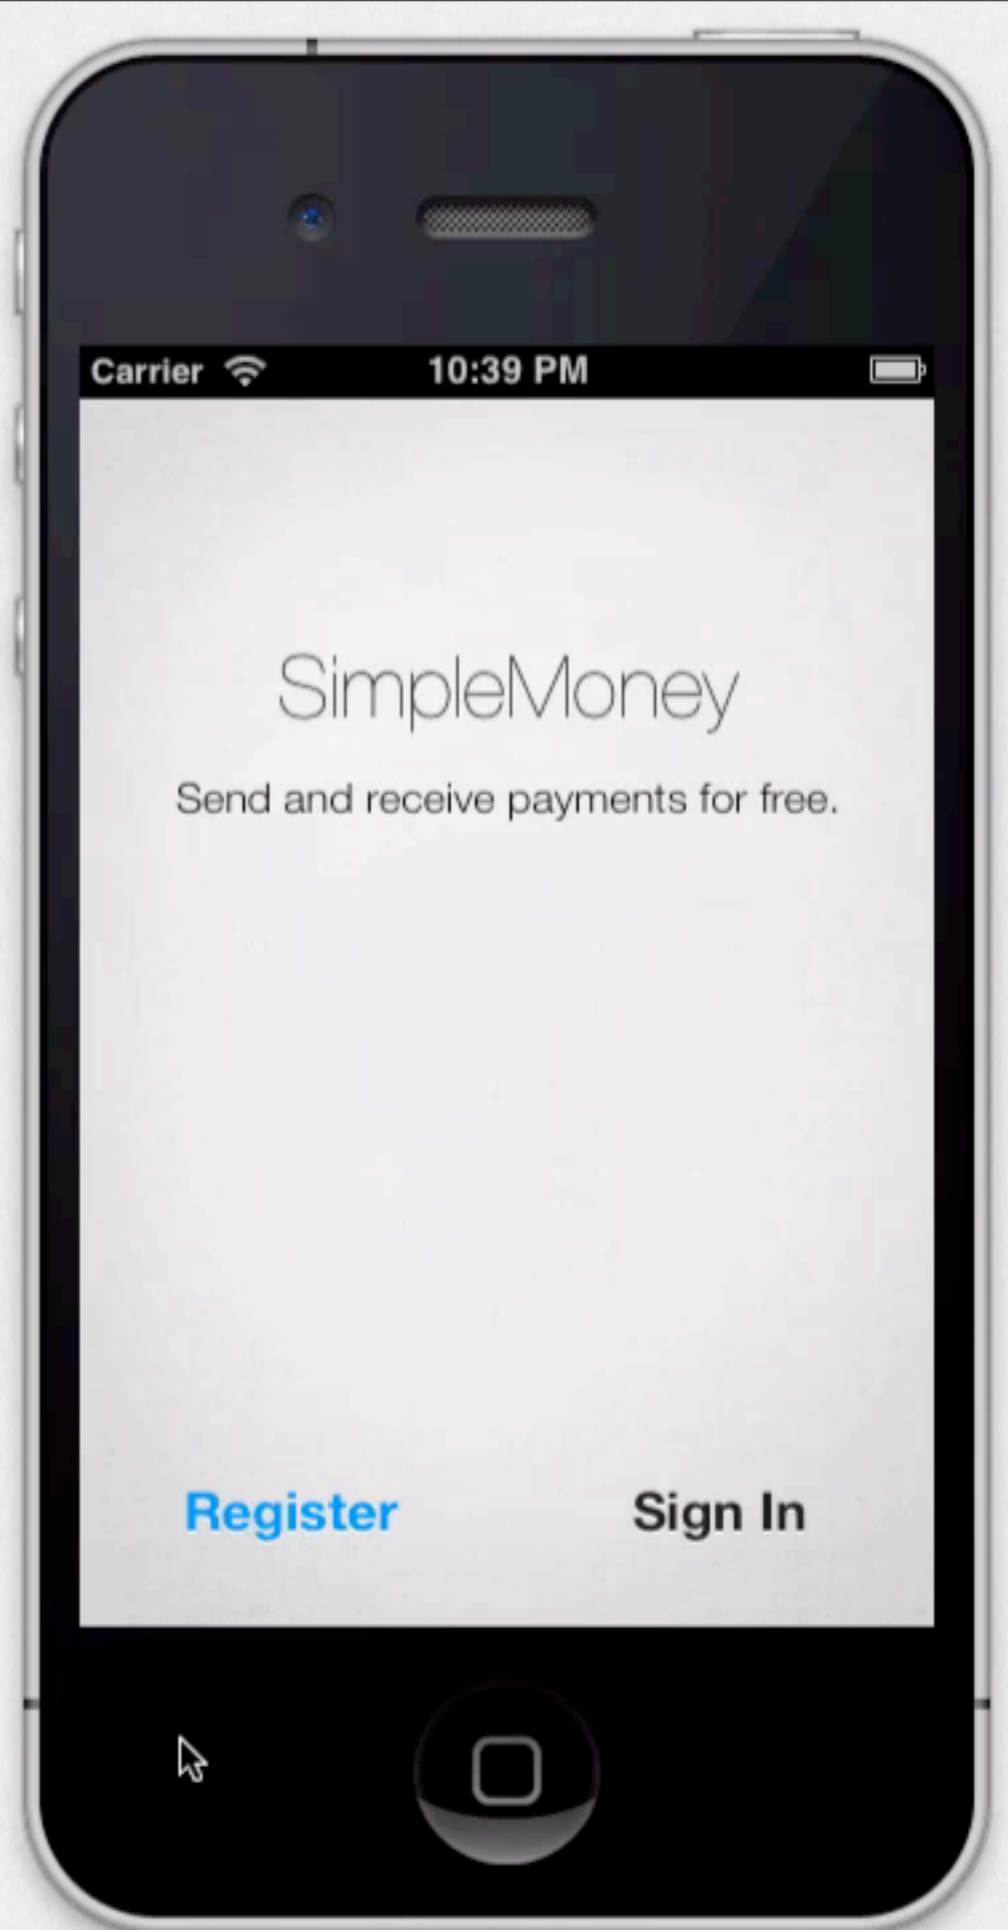 Carrier 10:39 PM
SimpleMoney
Send and receive payments for free.
Register Sign In